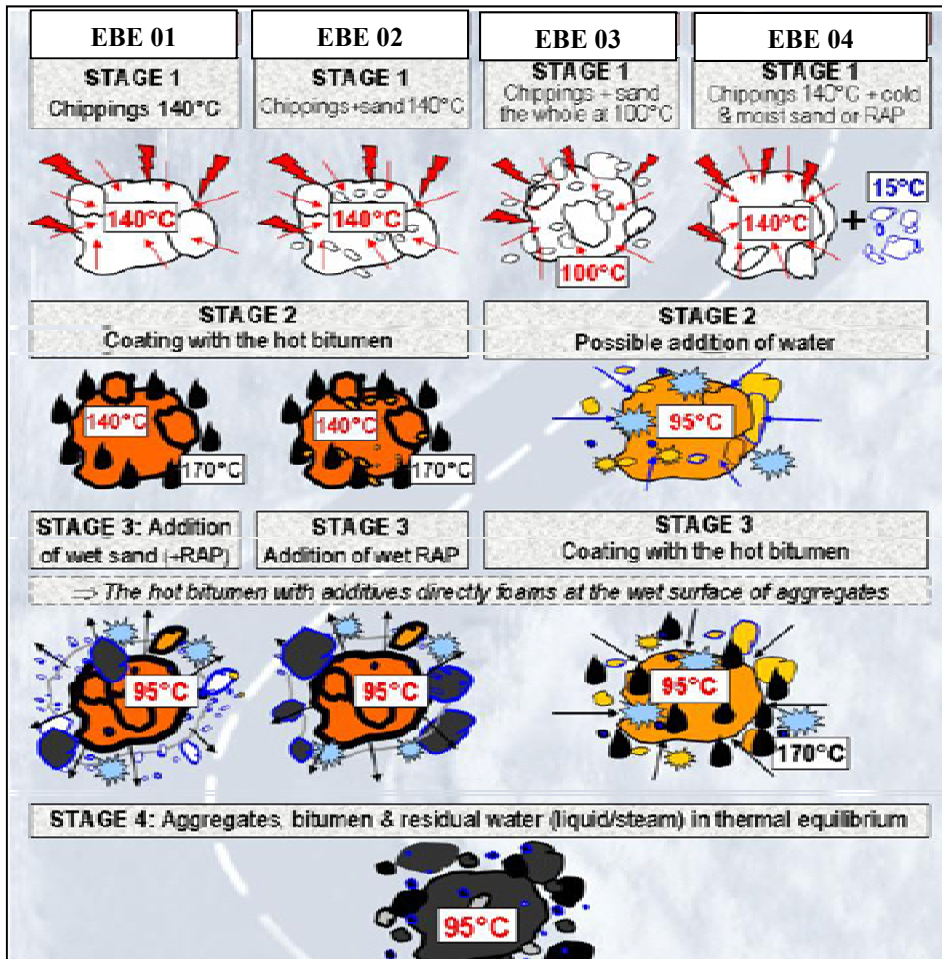 EBE 01
EBE 02
EBE 03
EBE 04
STAGE 1
Chippings 140°C
STAGE 1
Chippings+sand 140°C
STAGE 1
Chippings + sand
the whole at 100°C
STAGE 1
Chippings 140°C + cold
& moist sand or RAP
140°C
140°C
100°C
140°C
+
15°C
STAGE 2
Coating with the hot bitumen
STAGE 2
Possible addition of water
140°C
170°C
140°C
170°C
95°C
STAGE 3: Addition
of wet sand (+RAP)
STAGE 3
Addition of wet RAP
STAGE 3
Coating with the hot bitumen
⇒ The hot bitumen with additives directly foams at the wet surface of aggregates
95°C
95°C
95°C
170°C
STAGE 4: Aggregates, bitumen & residual water (liquid/steam) in thermal equilibrium
95°C